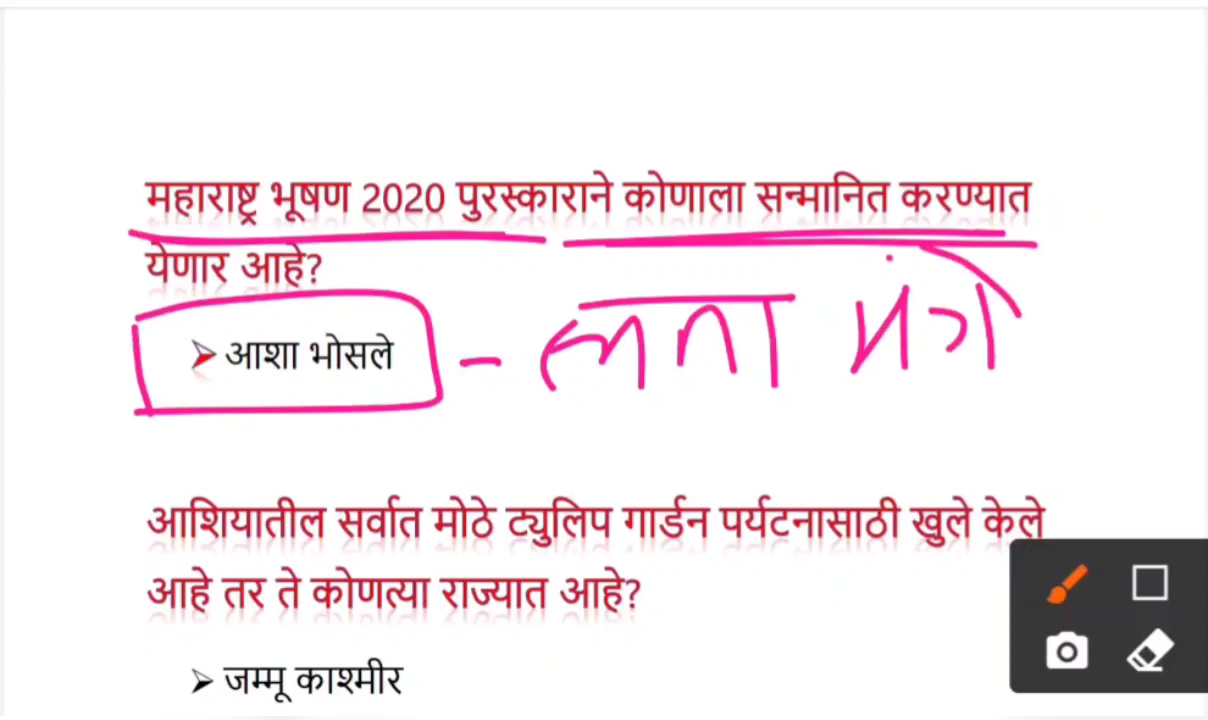 महाराष्ट्र भूषण 2020 पुरस्काराने कोणाला सन्मानित करण्यात
येणार आहे?
➢ आशा भोसले - लता मंगे
आशियातील सर्वात मोठे ट्युलिप गार्डन पर्यटनासाठी खुले केले
आहे तर ते कोणत्या राज्यात आहे?
➢ जम्मू काश्मीर